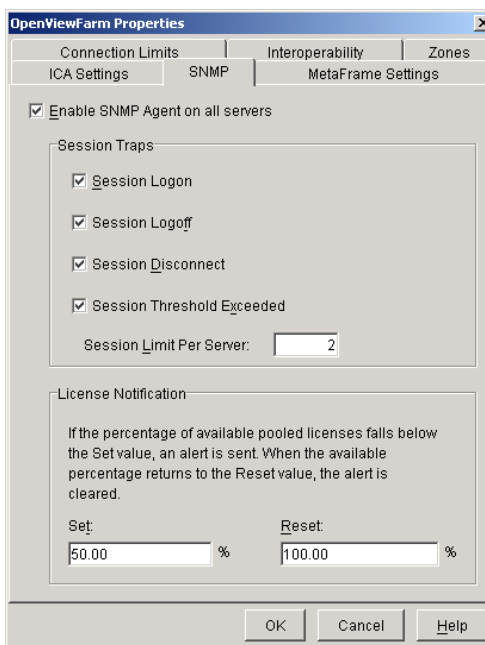 OpenViewFarm Properties
Connection Limits
Interoperability
Zones
ICA Settings
SNMP
MetaFrame Settings
Enable SNMP Agent on all servers
Session Traps
Session Logon
Session Logoff
Session Disconnect
Session Threshold Exceeded
Session Limit Per Server: 2
License Notification
If the percentage of available pooled licenses falls below
the Set value, an alert is sent. When the available
percentage returns to the Reset value, the alert is
cleared.
Set: Reset:
50.00 % 100.00 %
OK Cancel Help